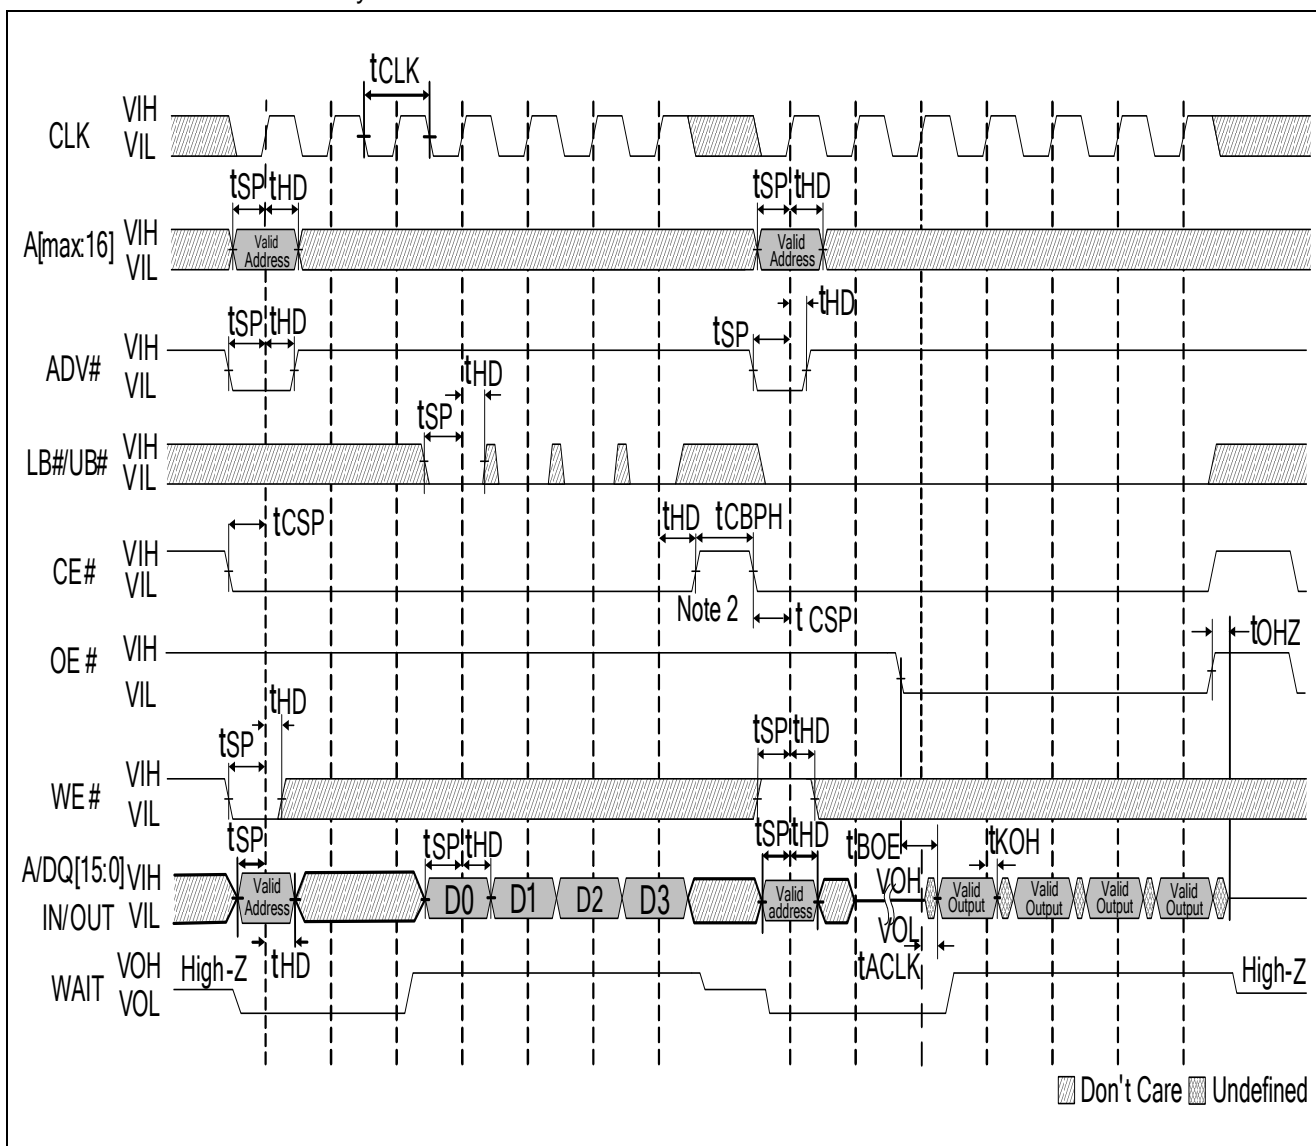 tCLK
CLK VIH
VIL
tSP tHD tSP tHD
A[max:16] VIH
VIL
Valid Address
Valid Address
tSP tHD tSP tHD
ADV# VIH
VIL
tSP tHD
LB#/UB# VIH
VIL
tCSP tHD tCBPH
CE# VIH
VIL
Note 2 tCSP
OE# VIH
VIL
tOHZ
tSP tHD tSP tHD
WE# VIH
VIL
tSP tSP tHD tSP tHD tBOE tKOH
A/DQ[15:0] VIH
IN/OUT VIL
Valid Address
D0 D1 D2 D3
Valid address
VOH
VOL
Valid Output
Valid Output
Valid Output
Valid Output
tHD tACLK
WAIT VOH
VOL
High-Z High-Z
Don't Care Undefined